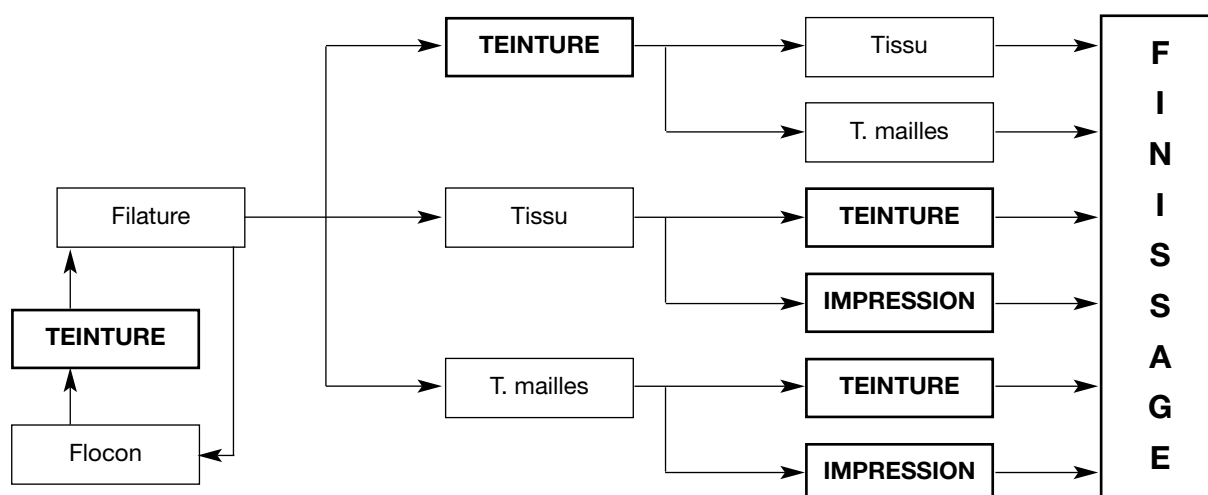 TEINTURE
Tissu
F
I
N
I
S
S
A
G
E
T. mailles
Filature
Tissu
TEINTURE
IMPRESSION
TEINTURE
T. mailles
TEINTURE
Flocon
IMPRESSION